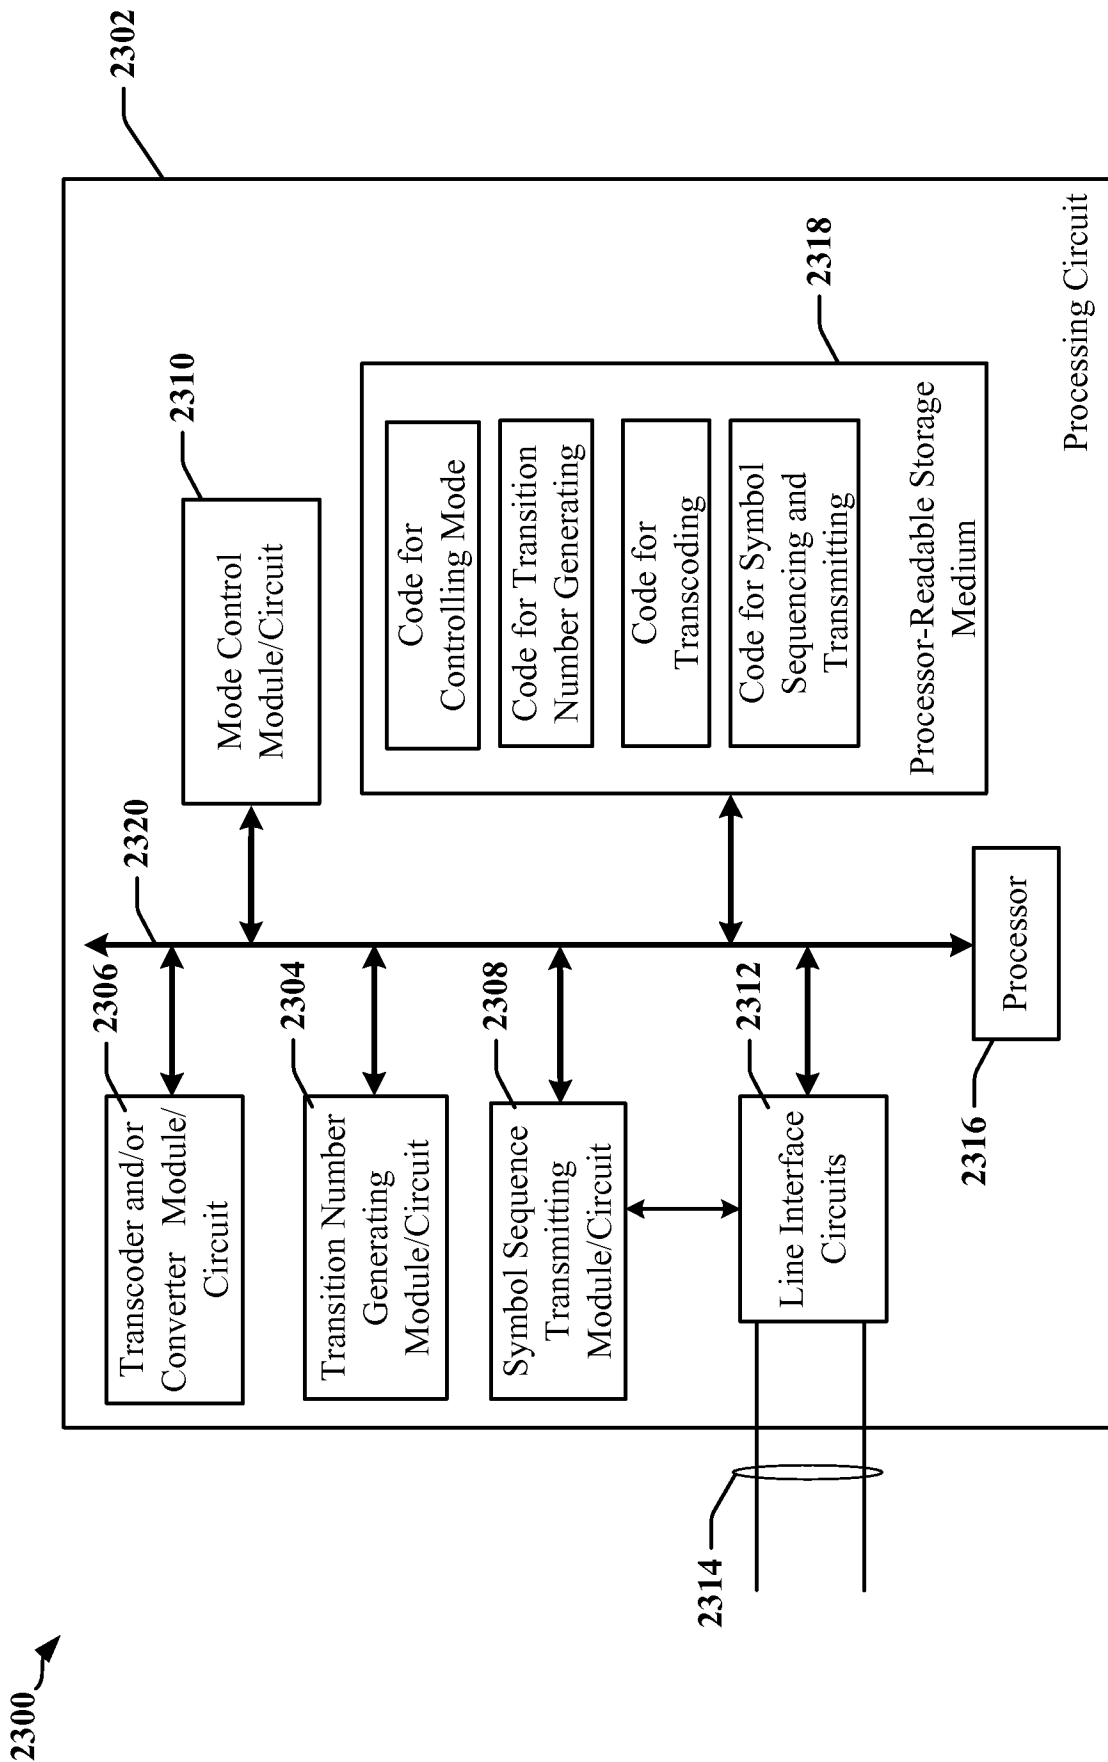 2300
2302
2306
Transcoder and/or
Converter Module/
Circuit
2320
2310
Mode Control
Module/Circuit
2304
Transition Number
Generating
Module/Circuit
2308
Symbol Sequence
Transmitting
Module/Circuit
2318
Code for
Controlling Mode
Code for Transition
Number Generating
Code for
Transcoding
Code for Symbol
Sequencing and
Transmitting
Processor-Readable Storage
Medium
2314
2312
Line Interface
Circuits
2316
Processor
Processing Circuit